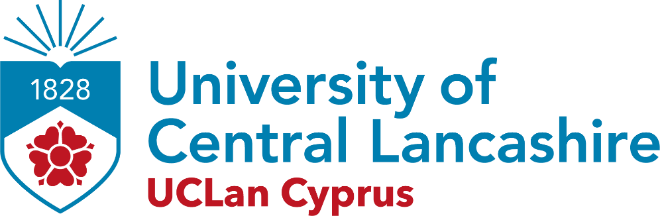 1828
University of
Central Lancashire
UCLan Cyprus